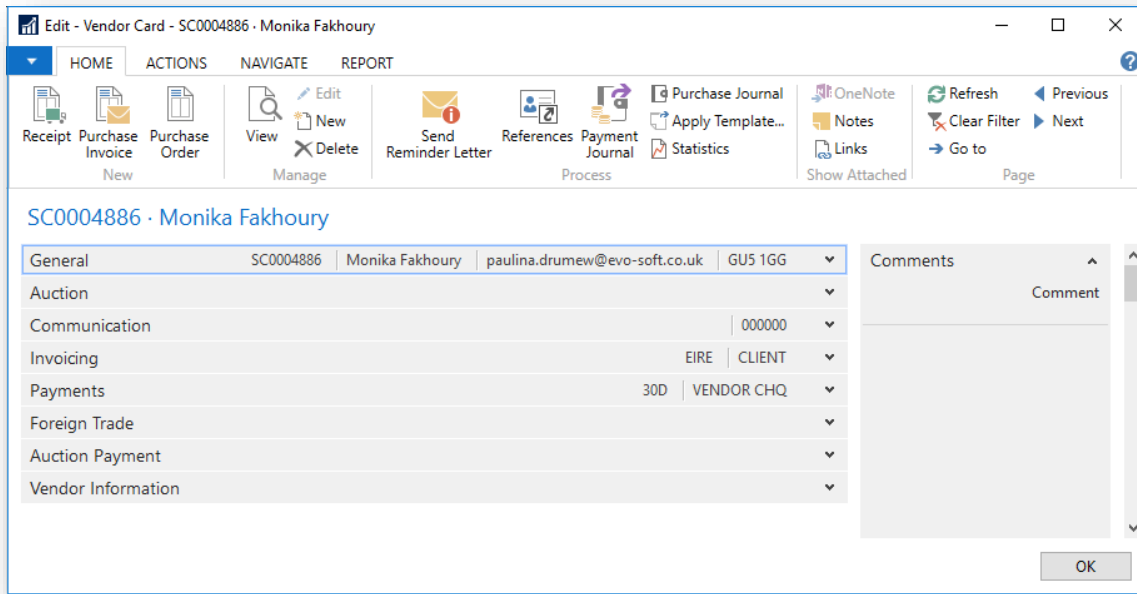 Edit - Vendor Card - SC0004886 · Monika Fakhoury
HOME ACTIONS NAVIGATE REPORT
Receipt
Purchase Invoice
Purchase Order
New
View
Edit
New
Delete
Manage
Send Reminder Letter
References
Payment Journal
Purchase Journal
Apply Template...
Statistics
Process
OneNote
Notes
Links
Show Attached
Refresh
Clear Filter
Go to
Previous
Next
Page
SC0004886 · Monika Fakhoury
General SC0004886 Monika Fakhoury paulina.drumew@evo-soft.co.uk GU5 1GG
Auction
Communication 000000
Invoicing EIRE CLIENT
Payments 30D VENDOR CHQ
Foreign Trade
Auction Payment
Vendor Information
Comments
Comment
OK